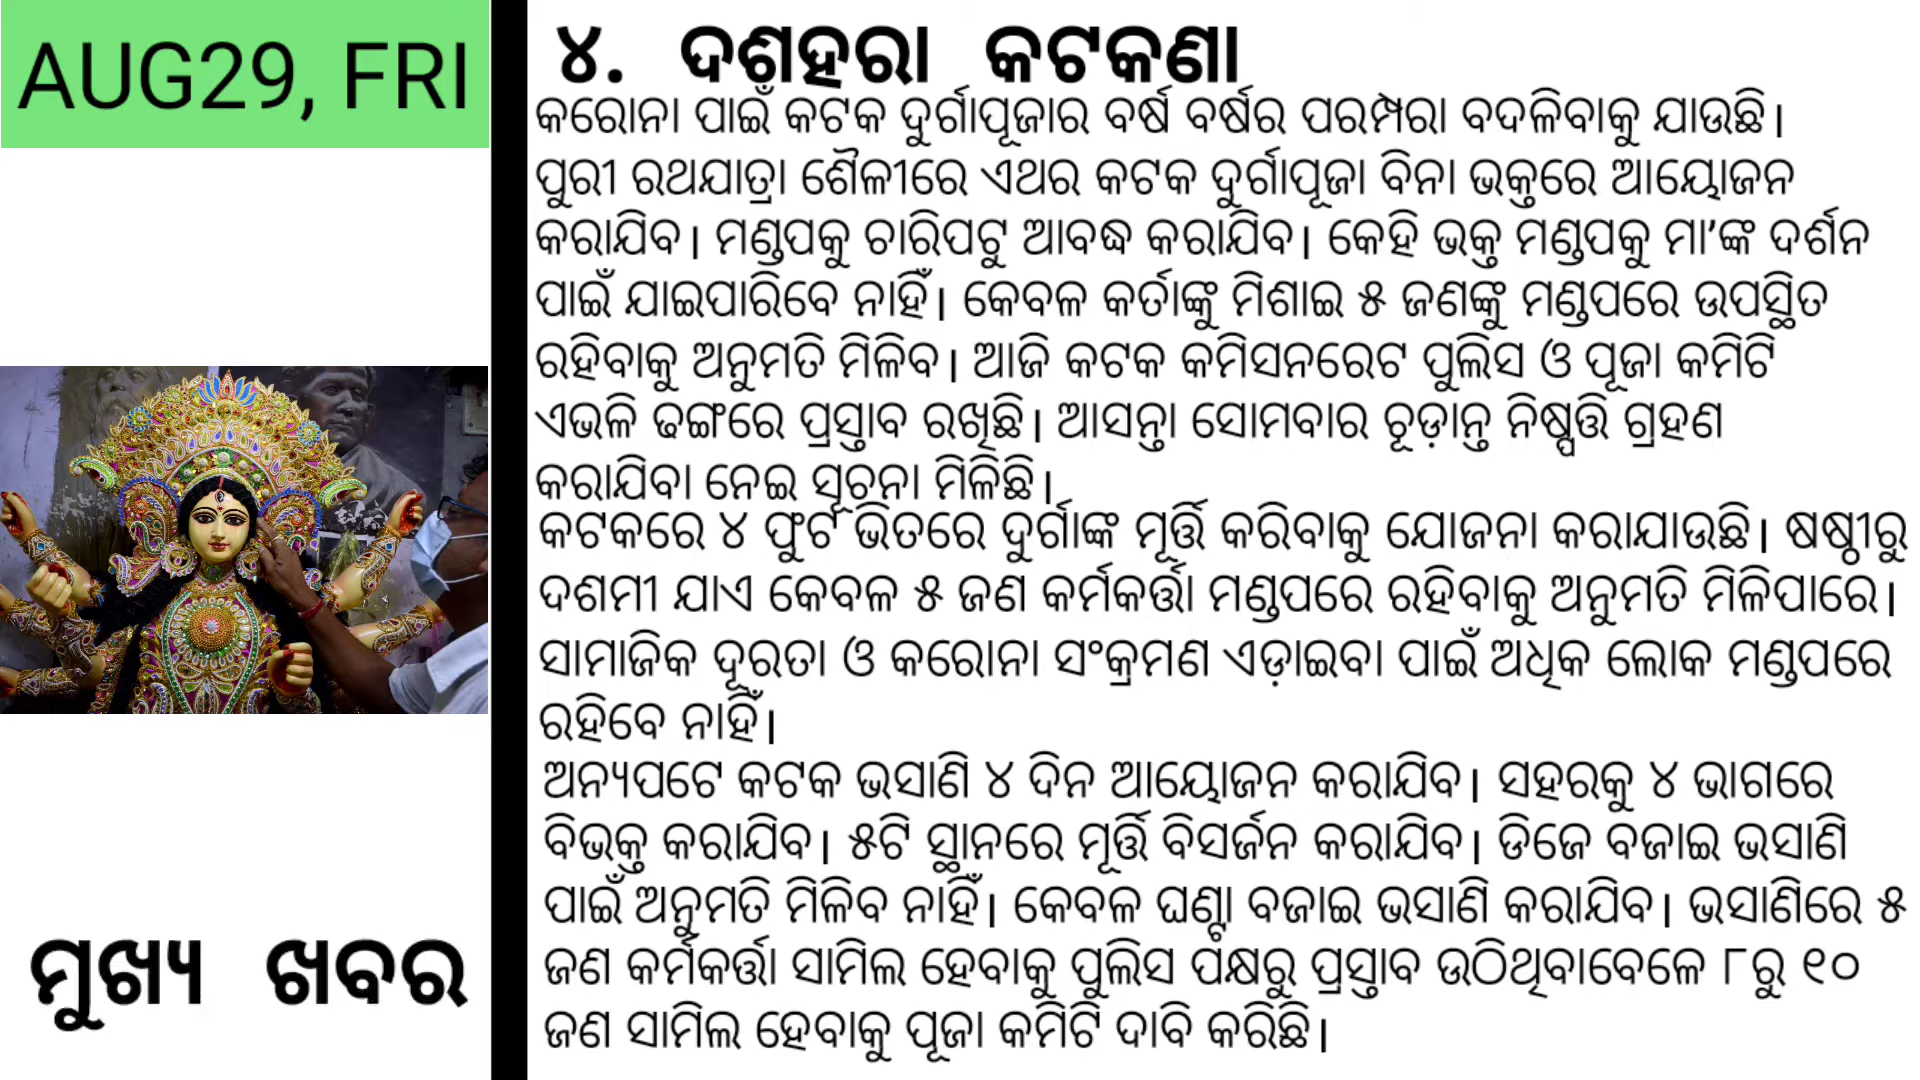 AUG29, FRI
ମୁଖ୍ୟ ଖବର
୪. ଦଶହରା କଟକଣା
କରୋନା ପାଇଁ କଟକ ଦୁର୍ଗାପୂଜାର ବର୍ଷ ବର୍ଷର ପରମ୍ପରା ବଦଳିବାକୁ ଯାଉଛି।
ପୁରୀ ରଥଯାତ୍ରା ଶୈଳୀରେ ଏଥର କଟକ ଦୁର୍ଗାପୂଜା ବିନା ଭକ୍ତରେ ଆୟୋଜନ
କରାଯିବ। ମଣ୍ଡପକୁ ଚାରିପଟୁ ଆବଦ୍ଧ କରାଯିବ। କେହି ଭକ୍ତ ମଣ୍ଡପକୁ ମା’ଙ୍କ ଦର୍ଶନ
ପାଇଁ ଯାଇପାରିବେ ନାହିଁ। କେବଳ କର୍ତାଙ୍କୁ ମିଶାଇ ୫ ଜଣଙ୍କୁ ମଣ୍ଡପରେ ଉପସ୍ଥିତ
ରହିବାକୁ ଅନୁମତି ମିଳିବ। ଆଜି କଟକ କମିସନରେଟ ପୁଲିସ ଓ ପୂଜା କମିଟି
ଏଭଳି ଢଙ୍ଗରେ ପ୍ରସ୍ତାବ ରଖିଛି। ଆସନ୍ତା ସୋମବାର ଚୂଡ଼ାନ୍ତ ନିଷ୍ପତ୍ତି ଗ୍ରହଣ
କରାଯିବା ନେଇ ସୂଚନା ମିଳିଛି।
କଟକରେ ୪ ଫୁଟ ଭିତରେ ଦୁର୍ଗାଙ୍କ ମୂର୍ତ୍ତି କରିବାକୁ ଯୋଜନା କରାଯାଉଛି। ଷଷ୍ଠୀରୁ
ଦଶମୀ ଯାଏ କେବଳ ୫ ଜଣ କର୍ମକର୍ତ୍ତା ମଣ୍ଡପରେ ରହିବାକୁ ଅନୁମତି ମିଳିପାରେ।
ସାମାଜିକ ଦୂରତା ଓ କରୋନା ସଂକ୍ରମଣ ଏଡ଼ାଇବା ପାଇଁ ଅଧିକ ଲୋକ ମଣ୍ଡପରେ
ରହିବେ ନାହିଁ।
ଅନ୍ୟପଟେ କଟକ ଭସାଣି ୪ ଦିନ ଆୟୋଜନ କରାଯିବ। ସହରକୁ ୪ ଭାଗରେ
ବିଭକ୍ତ କରାଯିବ। ୫ଟି ସ୍ଥାନରେ ମୂର୍ତ୍ତି ବିସର୍ଜନ କରାଯିବ। ଡିଜେ ବଜାଇ ଭସାଣି
ପାଇଁ ଅନୁମତି ମିଳିବ ନାହିଁ। କେବଳ ଘଣ୍ଟା ବଜାଇ ଭସାଣି କରାଯିବ। ଭସାଣିରେ ୫
ଜଣ କର୍ମକର୍ତ୍ତା ସାମିଲ ହେବାକୁ ପୁଲିସ ପକ୍ଷରୁ ପ୍ରସ୍ତାବ ଉଠିଥିବାବେଳେ ୮ରୁ ୧୦
ଜଣ ସାମିଲ ହେବାକୁ ପୂଜା କମିଟି ଦାବି କରିଛି।